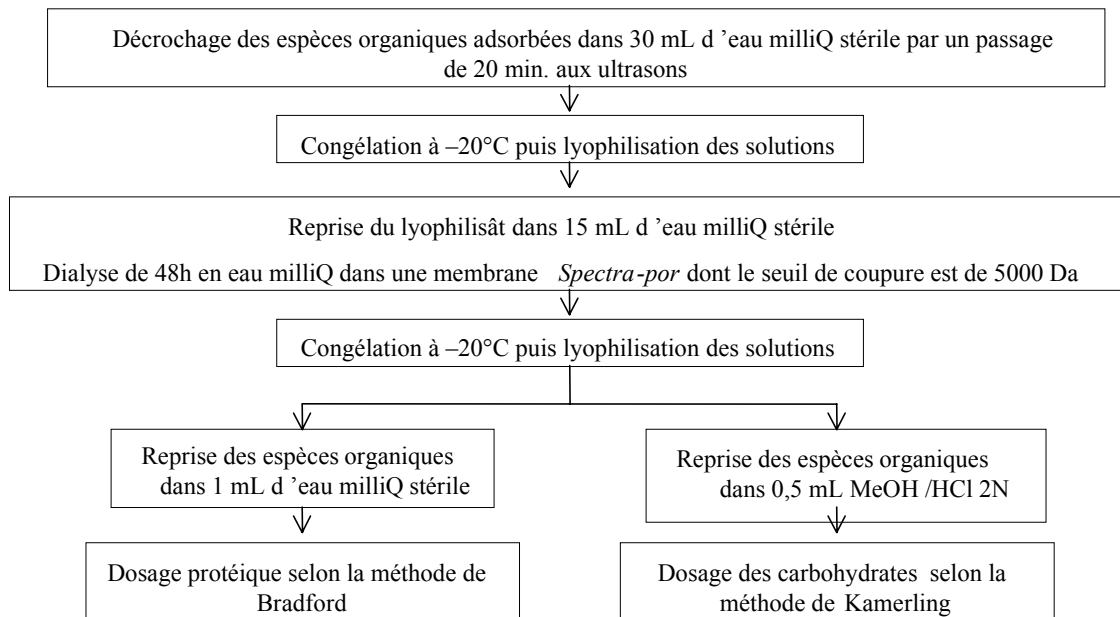 Décrochage des espèces organiques adsorbées dans 30 mL d 'eau milliQ stérile par un passage
de 20 min. aux ultrasons
Congélation à –20°C puis lyophilisation des solutions
Reprise du lyophilisât dans 15 mL d 'eau milliQ stérile
Dialyse de 48h en eau milliQ dans une membrane Spectra-por dont le seuil de coupure est de 5000 Da
Congélation à –20°C puis lyophilisation des solutions
Reprise des espèces organiques
dans 1 mL d 'eau milliQ stérile
Reprise des espèces organiques
dans 0,5 mL MeOH /HCl 2N
Dosage protéique selon la méthode de
Bradford
Dosage des carbohydrates selon la
méthode de Kamerling